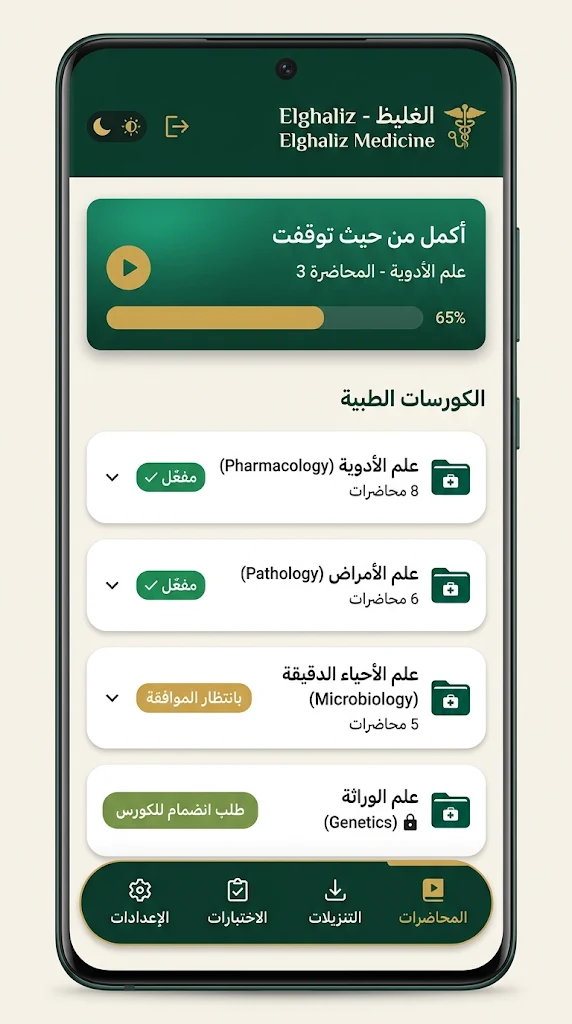 الغليظ - Elghaliz
Elghaliz Medicine
أكمل من حيث توقفت
علم الأدوية - المحاضرة 3
65%
الكورسات الطبية
علم الأدوية (Pharmacology)
8 محاضرات
مفعّل
علم الأمراض (Pathology)
6 محاضرات
مفعّل
علم الأحياء الدقيقة
(Microbiology)
5 محاضرات
بانتظار الموافقة
علم الوراثة
(Genetics)
طلب انضمام للكورس
المحاضرات
التنزيلات
الاختبارات
الإعدادات